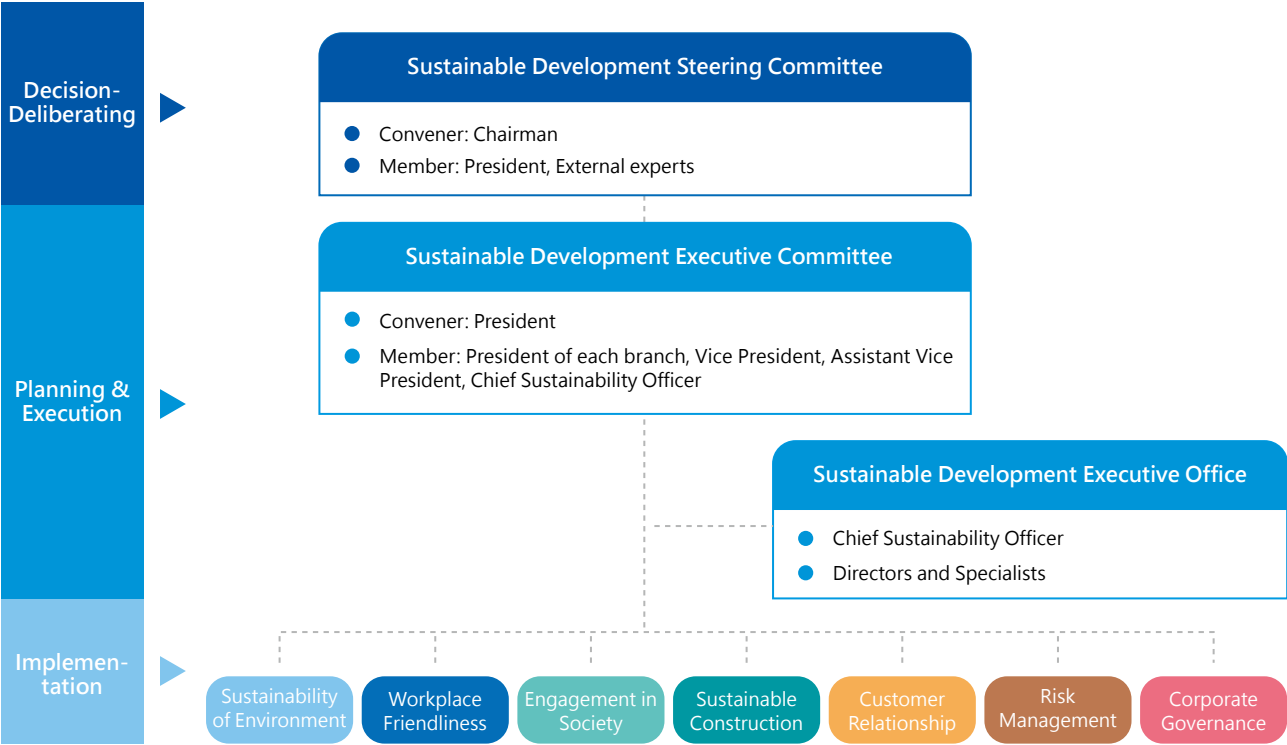 Decision-
Deliberating
Sustainable Development Steering Committee
Convener: Chairman
Member: President, External experts
Planning &
Execution
Sustainable Development Executive Committee
Convener: President
Member: President of each branch, Vice President, Assistant Vice
President, Chief Sustainability Officer
Sustainable Development Executive Office
Chief Sustainability Officer
Directors and Specialists
Implemen-
tation
Sustainability
of Environment
Workplace
Friendliness
Engagement in
Society
Sustainable
Construction
Customer
Relationship
Risk
Management
Corporate
Governance